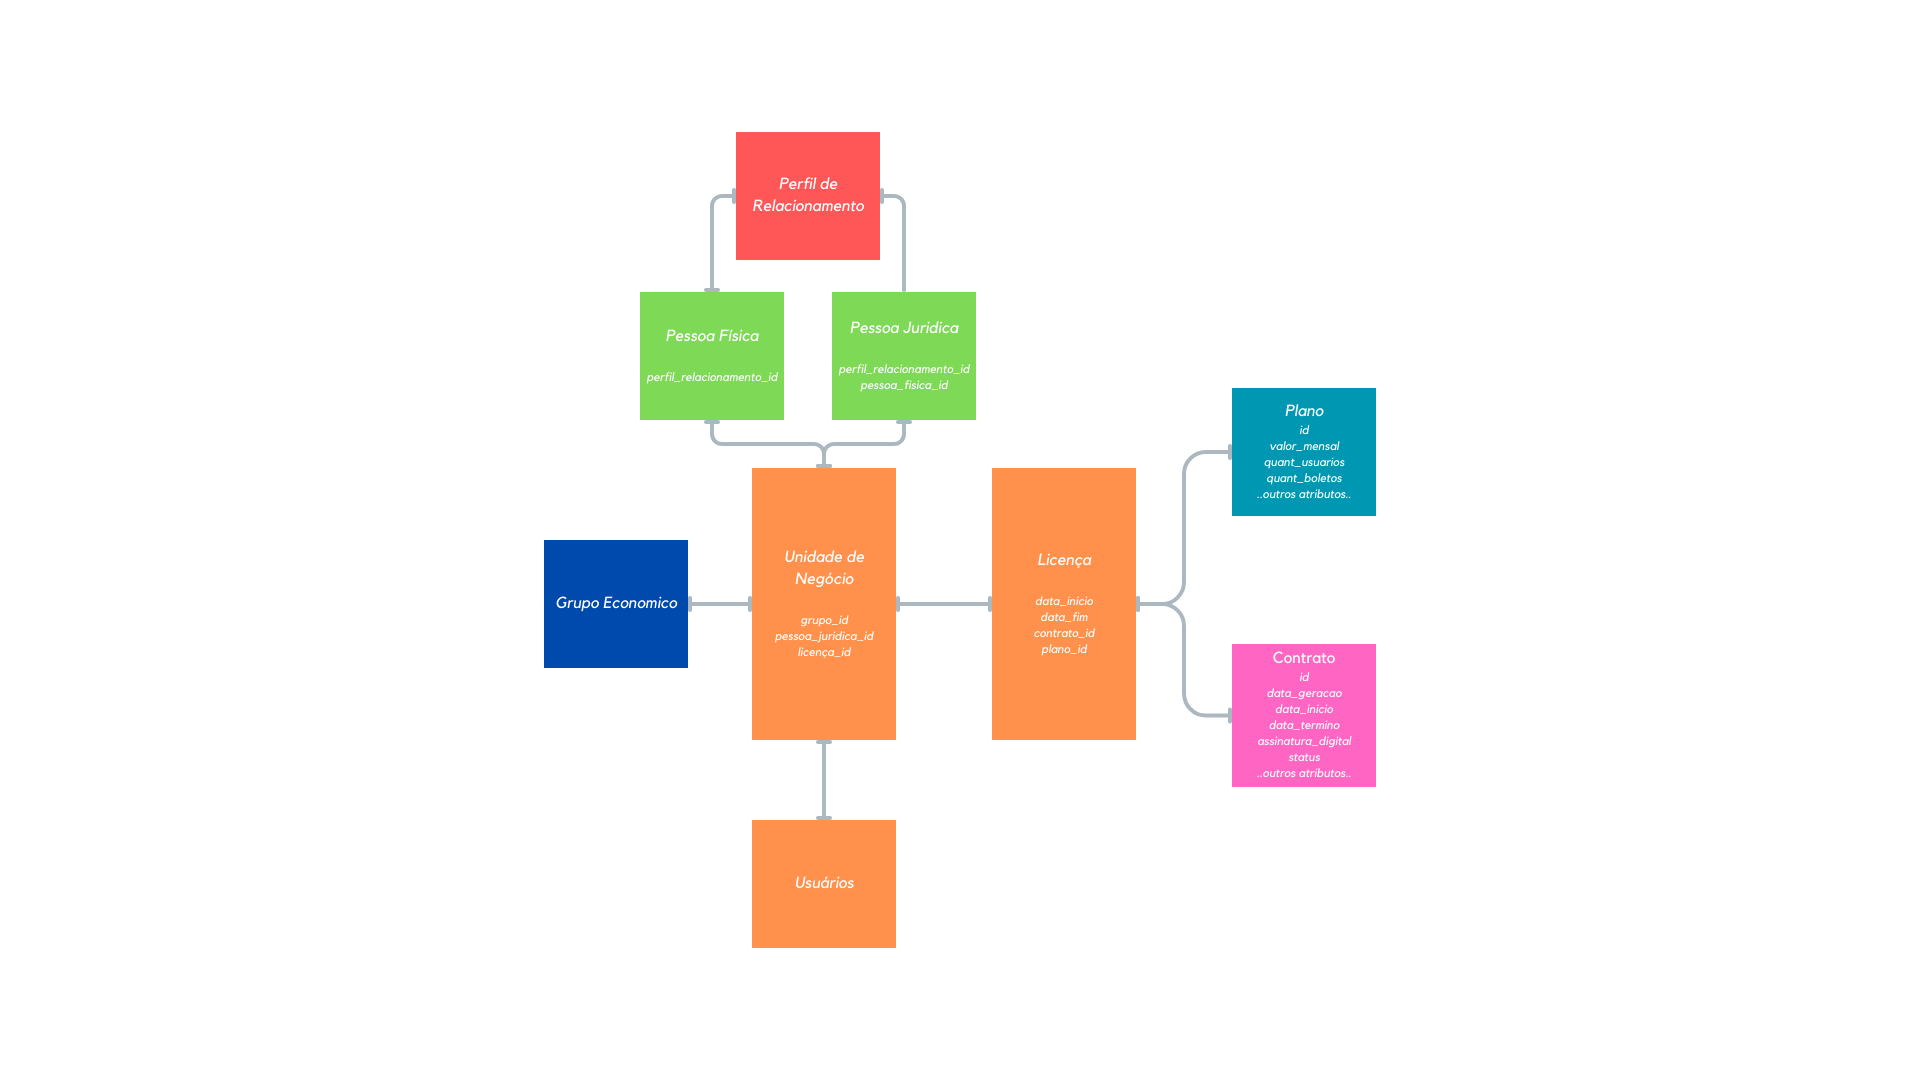 Perfil de
Relacionamento
Pessoa Física
perfil_relacionamento_id
Pessoa Juridica
perfil_relacionamento_id
pessoa_fisica_id
Plano
id
valor_mensal
quant_usuarios
quant_boletos
..outros atributos..
Grupo Economico
Unidade de
Negócio
grupo_id
pessoa_juridica_id
licença_id
Licença
data_inicio
data_fim
contrato_id
plano_id
Contrato
id
data_geracao
data_inicio
data_termino
assinatura_digital
status
..outros atributos..
Usuários